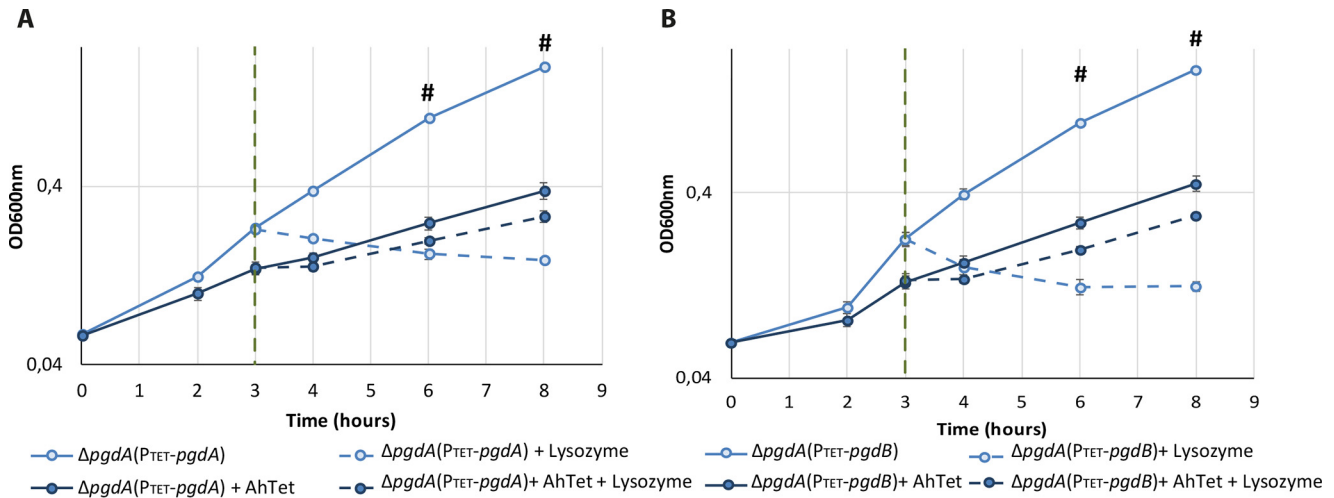 A
#
#
OD600nm
0,4
0,04
0 1 2 3 4 5 6 7 8 9
Time (hours)
ΔpgdA(PTET-pgdA)
ΔpgdA(PTET-pgdA) + Lysozyme
ΔpgdA(PTET-pgdA) + AhTet
ΔpgdA(PTET-pgdA)+ AhTet + Lysozyme
B
#
#
OD600nm
0,4
0,04
0 1 2 3 4 5 6 7 8 9
Time (hours)
ΔpgdA(PTET-pgdB)
ΔpgdA(PTET-pgdB)+ Lysozyme
ΔpgdA(PTET-pgdB)+ AhTet
ΔpgdA(PTET-pgdB)+ AhTet + Lysozyme